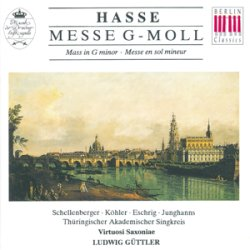 HASSE
MESSE G-MOLL
Mass in G minor · Messe en sol mineur
BERLIN
Classics
Schellenberger · Köhler · Eschrig · Junghanns
Thüringischer Akademischer Singkreis
Virtuosi Saxoniae
LUDWIG GÜTTLER